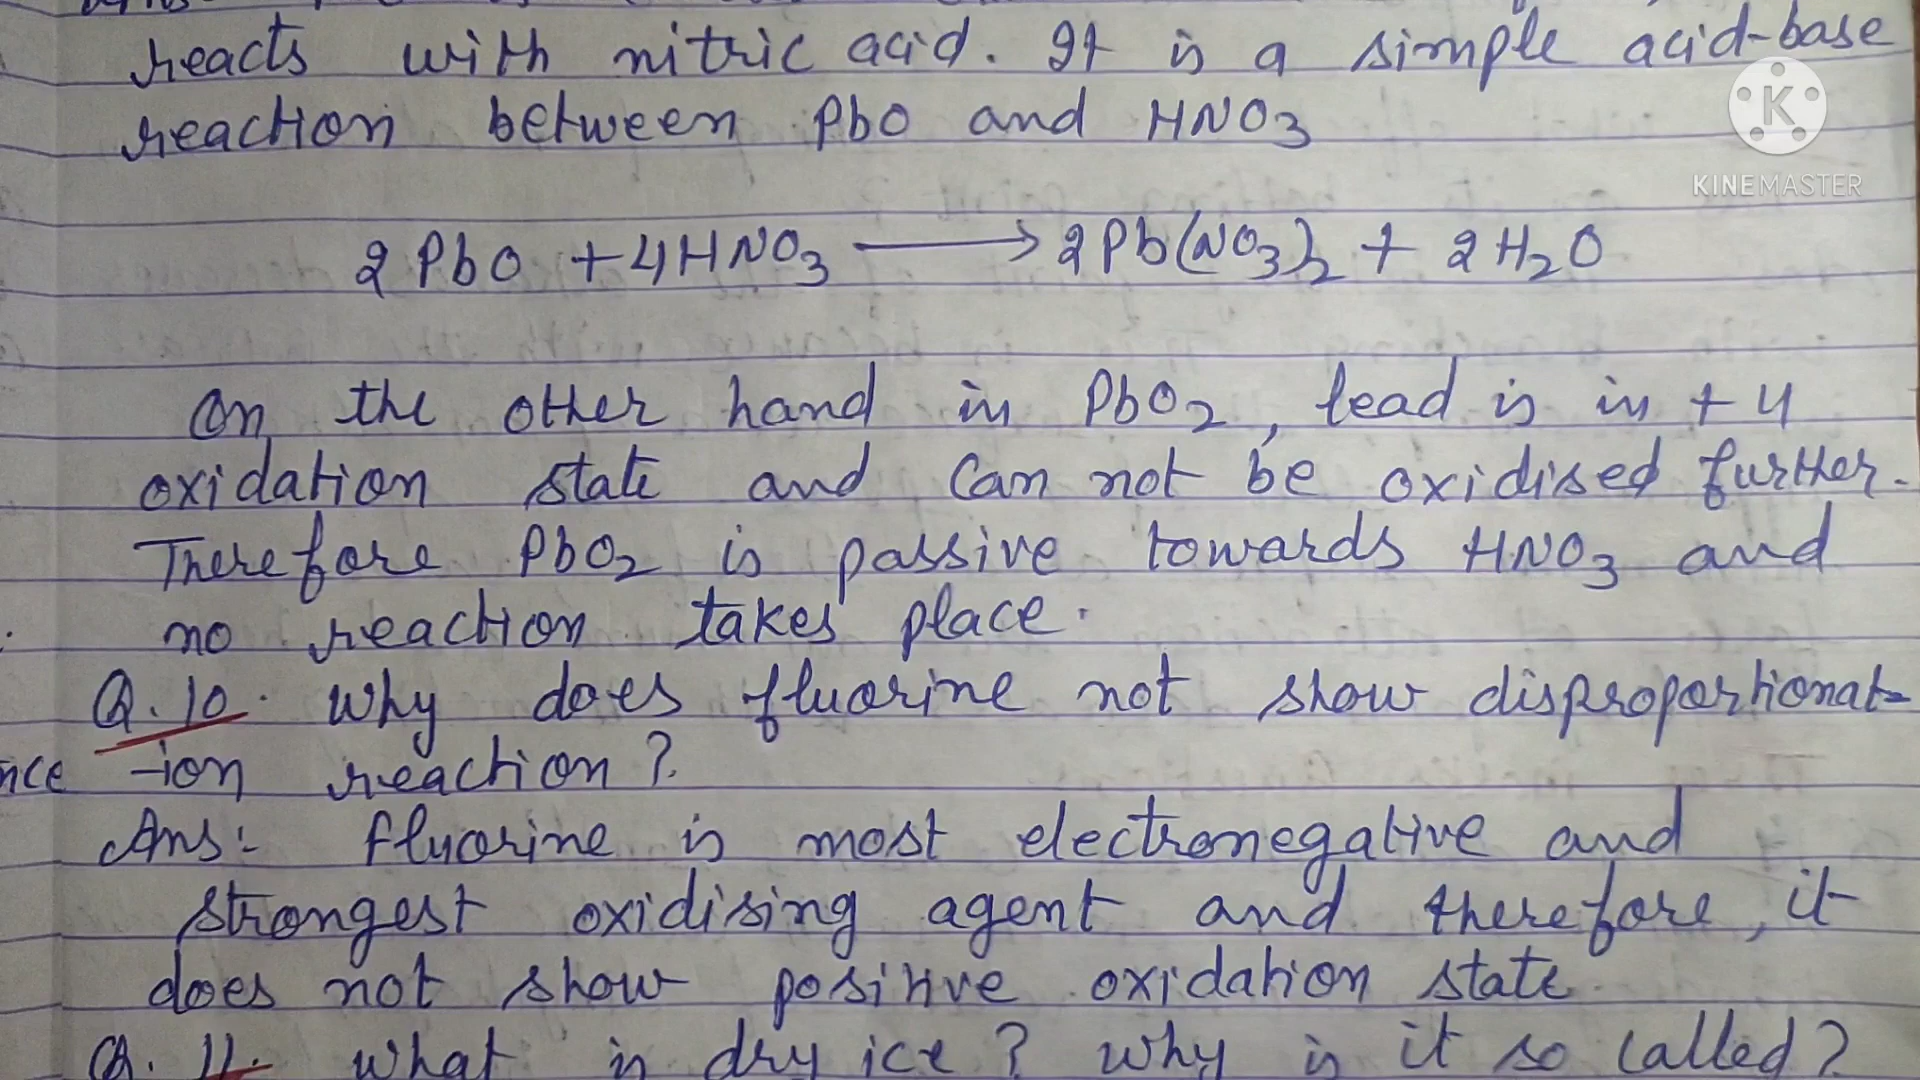 reacts with nitric acid. It is a simple acid-base
reaction between PbO and HNO3
K
KINEMASTER
2 PbO + 4HNO3 → 2Pb(NO3)2 + 2H2O
On the other hand in PbO2, lead is in +4
oxidation state and can not be oxidised further.
Therefore PbO2 is passive towards HNO3 and
no reaction takes place.
Q.10. Why does fluorine not show disproportionat-
nce -ion reaction?
Ans: fluorine is most electronegative and
strongest oxidising agent and therefore, it
does not show positive oxidation state.
Q.11. What is dry ice? Why is it so called?